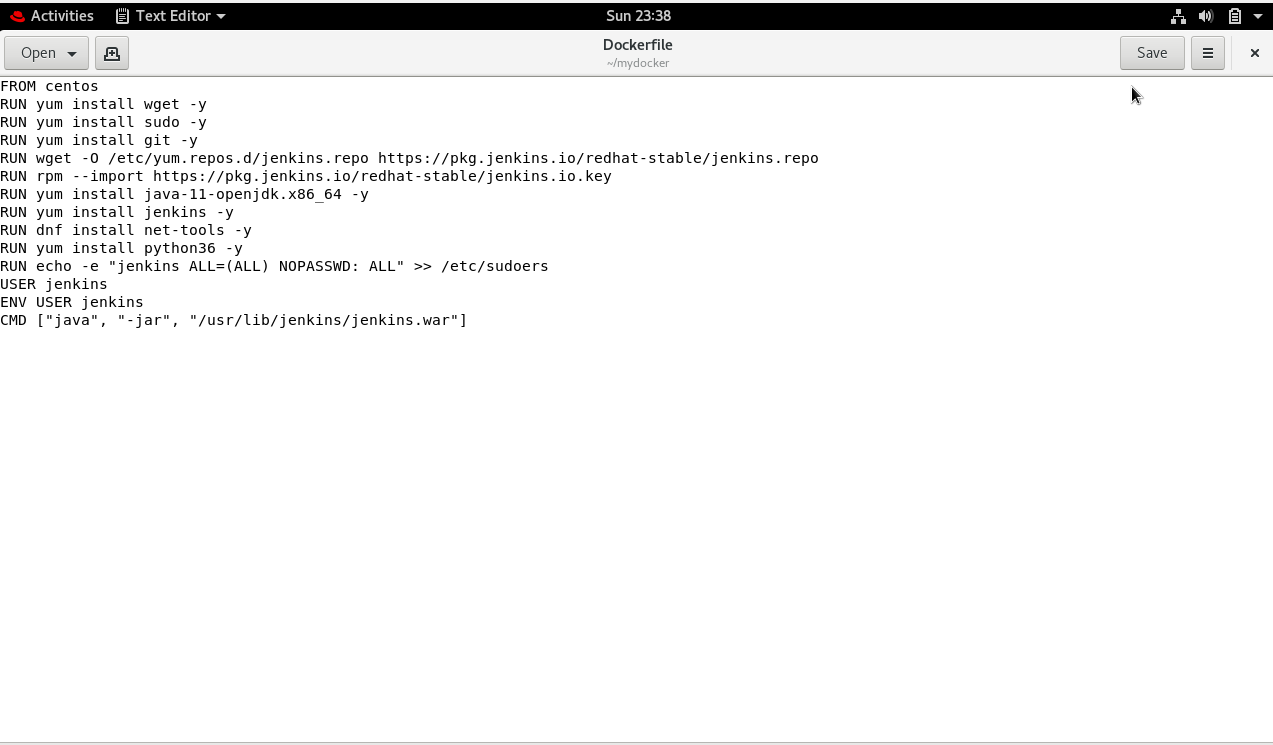 Activities Text Editor Sun 23:38
Open Dockerfile Save
~/mydocker
FROM centos
RUN yum install wget -y
RUN yum install sudo -y
RUN yum install git -y
RUN wget -O /etc/yum.repos.d/jenkins.repo https://pkg.jenkins.io/redhat-stable/jenkins.repo
RUN rpm --import https://pkg.jenkins.io/redhat-stable/jenkins.io.key
RUN yum install java-11-openjdk.x86_64 -y
RUN yum install jenkins -y
RUN dnf install net-tools -y
RUN yum install python36 -y
RUN echo -e "jenkins ALL=(ALL) NOPASSWD: ALL" >> /etc/sudoers
USER jenkins
ENV USER jenkins
CMD ["java", "-jar", "/usr/lib/jenkins/jenkins.war"]